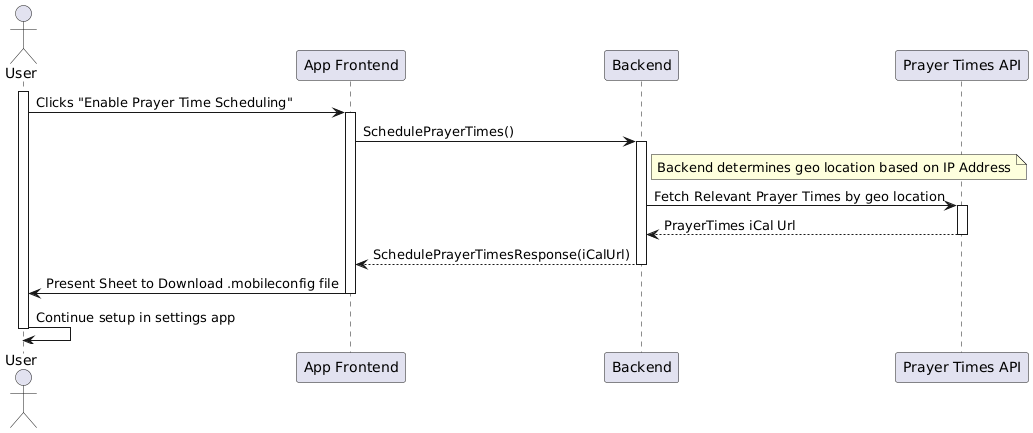 User
App Frontend
Backend
Prayer Times API
Clicks "Enable Prayer Time Scheduling"
SchedulePrayerTimes()
Backend determines geo location based on IP Address
Fetch Relevant Prayer Times by geo location
PrayerTimes iCal Url
SchedulePrayerTimesResponse(iCalUrl)
Present Sheet to Download .mobileconfig file
Continue setup in settings app
User
App Frontend
Backend
Prayer Times API